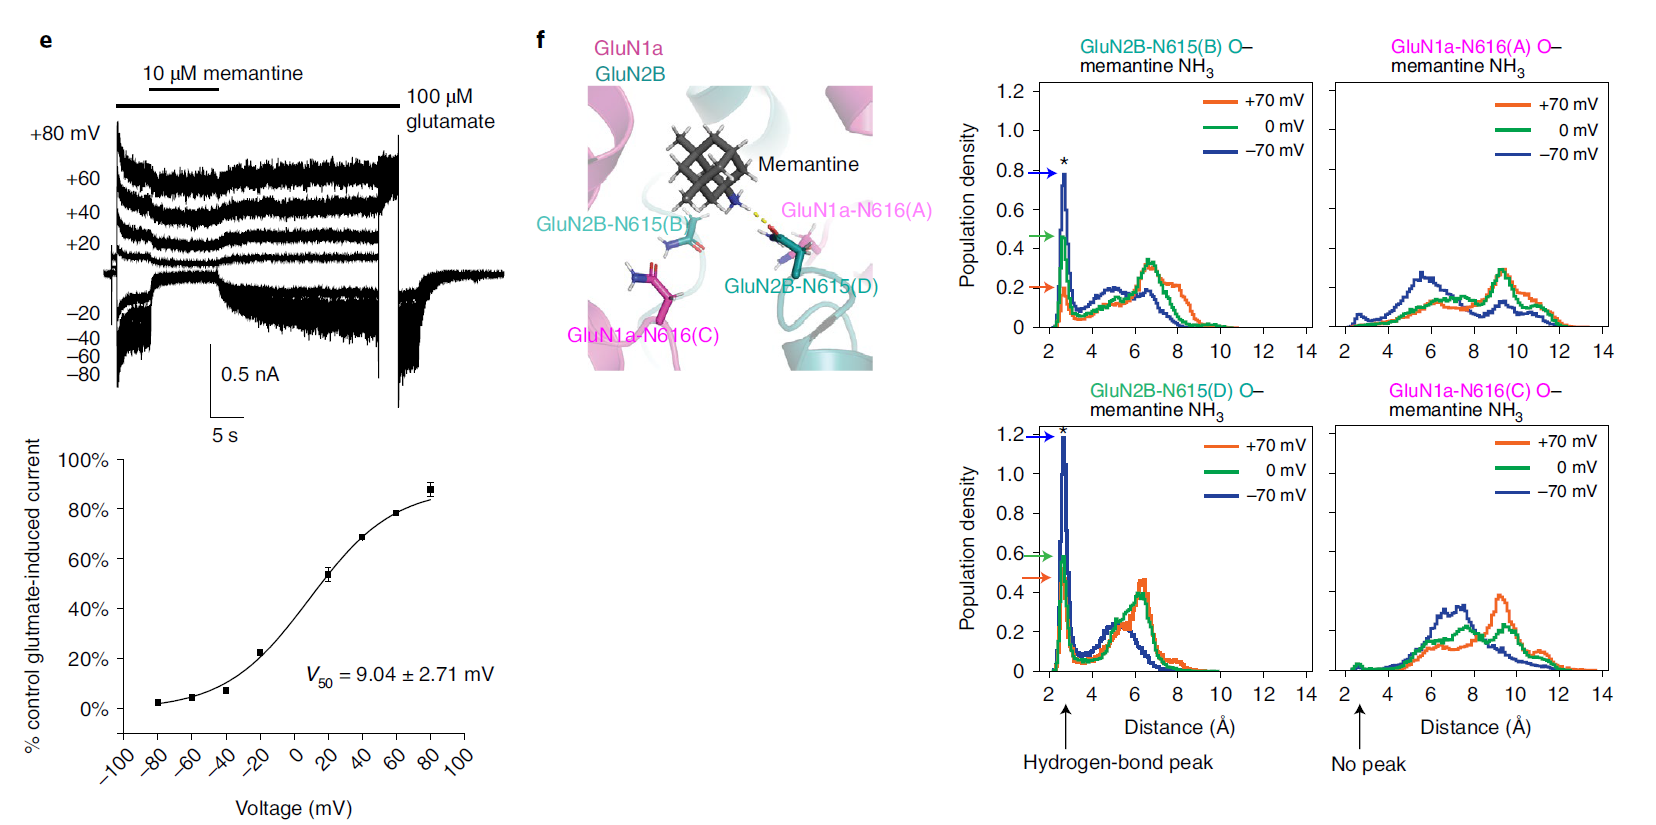 e
10 μM memantine
100 μM
glutamate
+80 mV
+60
+40
+20
–20
–40
–60
–80
0.5 nA
5 s
% control glutmate-induced current
100%
80%
60%
40%
20%
0%
V50 = 9.04 ± 2.71 mV
–100
–80
–60
–40
–20
0
20
40
60
80
100
Voltage (mV)
f
GluN1a
GluN2B
Memantine
GluN2B-N615(B)
GluN1a-N616(A)
GluN2B-N615(D)
GluN1a-N616(C)
GluN2B-N615(B) O–
memantine NH3
Population density
1.2
1.0
0.8
0.6
0.4
0.2
0
*
+70 mV
0 mV
–70 mV
2 4 6 8 10 12 14
GluN1a-N616(A) O–
memantine NH3
+70 mV
0 mV
–70 mV
2 4 6 8 10 12 14
GluN2B-N615(D) O–
memantine NH3
Population density
1.2
1.0
0.8
0.6
0.4
0.2
0
*
+70 mV
0 mV
–70 mV
2 4 6 8 10 12 14
Distance (Å)
Hydrogen-bond peak
GluN1a-N616(C) O–
memantine NH3
+70 mV
0 mV
–70 mV
2 4 6 8 10 12 14
Distance (Å)
No peak